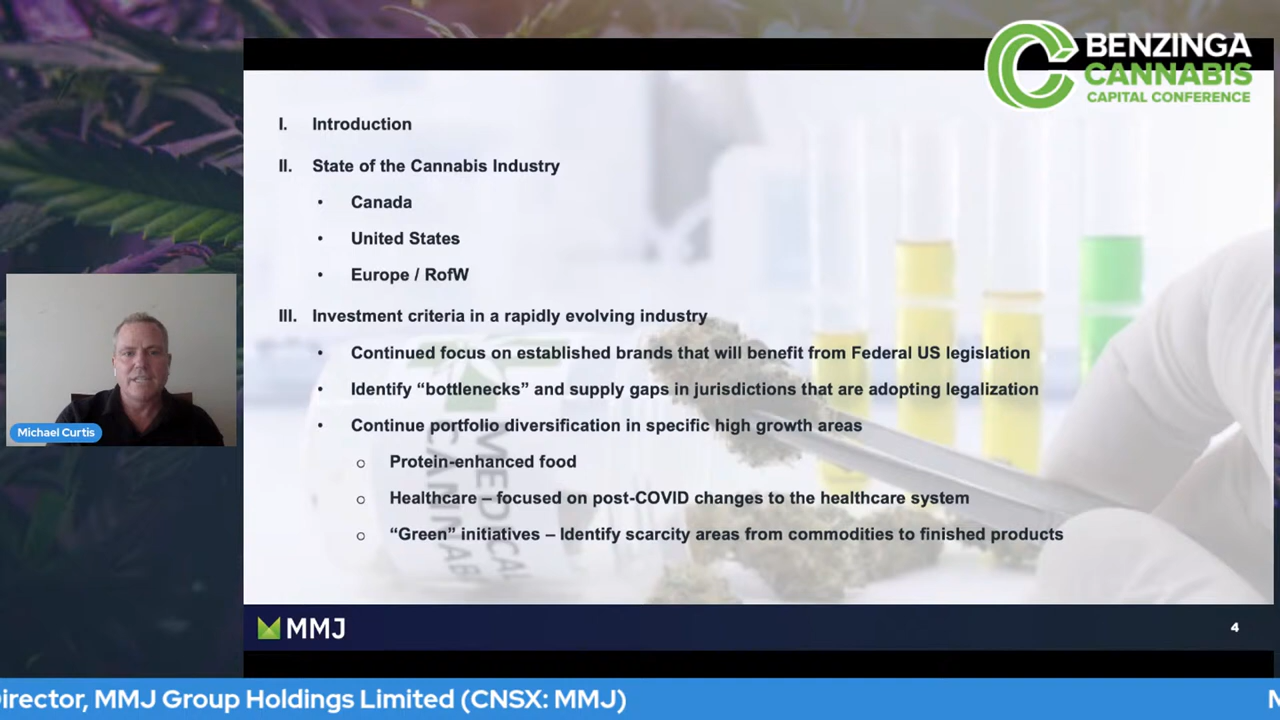 BENZINGA
CANNABIS
CAPITAL CONFERENCE
I. Introduction
II. State of the Cannabis Industry
• Canada
• United States
• Europe / RofW
III. Investment criteria in a rapidly evolving industry
• Continued focus on established brands that will benefit from Federal US legislation
• Identify “bottlenecks” and supply gaps in jurisdictions that are adopting legalization
• Continue portfolio diversification in specific high growth areas
o Protein-enhanced food
o Healthcare – focused on post-COVID changes to the healthcare system
o “Green” initiatives – Identify scarcity areas from commodities to finished products
MEDICAL
CANNAB
Michael Curtis
MMJ
4
irector, MMJ Group Holdings Limited (CNSX: MMJ)
M